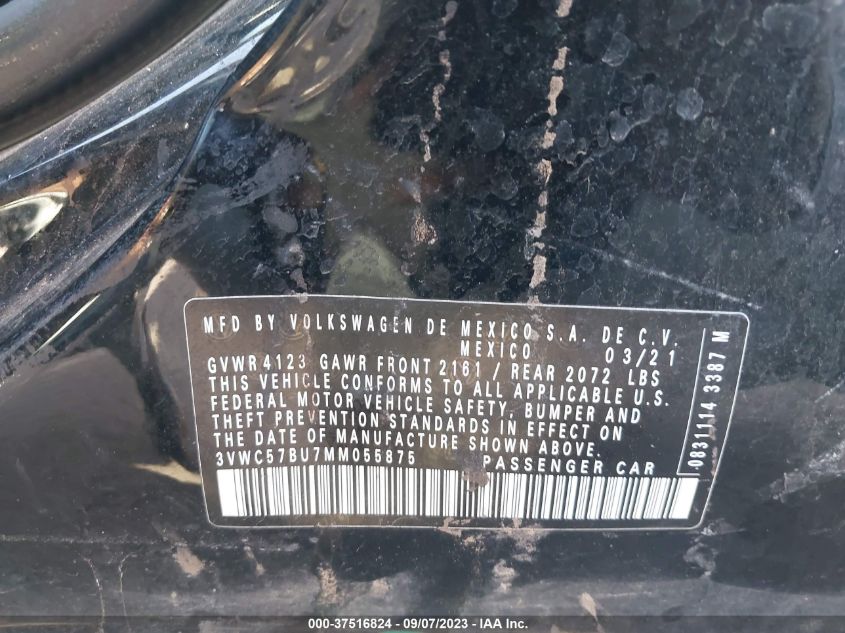 MFD BY VOLKSWAGEN DE MEXICO S.A. DE C.V.
MEXICO 03/21
GVWR 4123 GAWR FRONT 2161 / REAR 2072 LBS
THIS VEHICLE CONFORMS TO ALL APPLICABLE U.S.
FEDERAL MOTOR VEHICLE SAFETY, BUMPER AND
THEFT PREVENTION STANDARDS IN EFFECT ON
THE DATE OF MANUFACTURE SHOWN ABOVE.
3VWC57BU7MM055875 PASSENGER CAR
0831114 3387 M
000-37516824 - 09/07/2023 - IAA Inc.